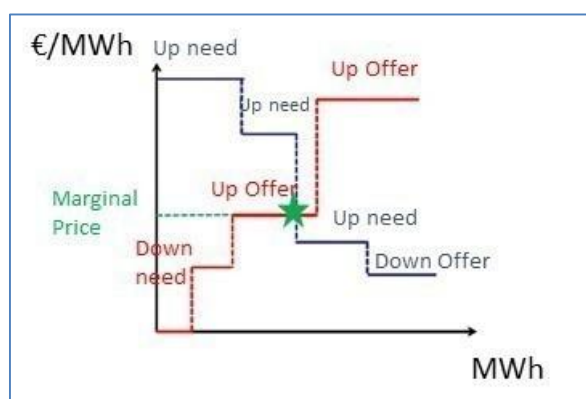 €/MWh
Up need
Up Offer
Up need
Marginal
Price
Up Offer
Up need
Down
need
Down Offer
MWh